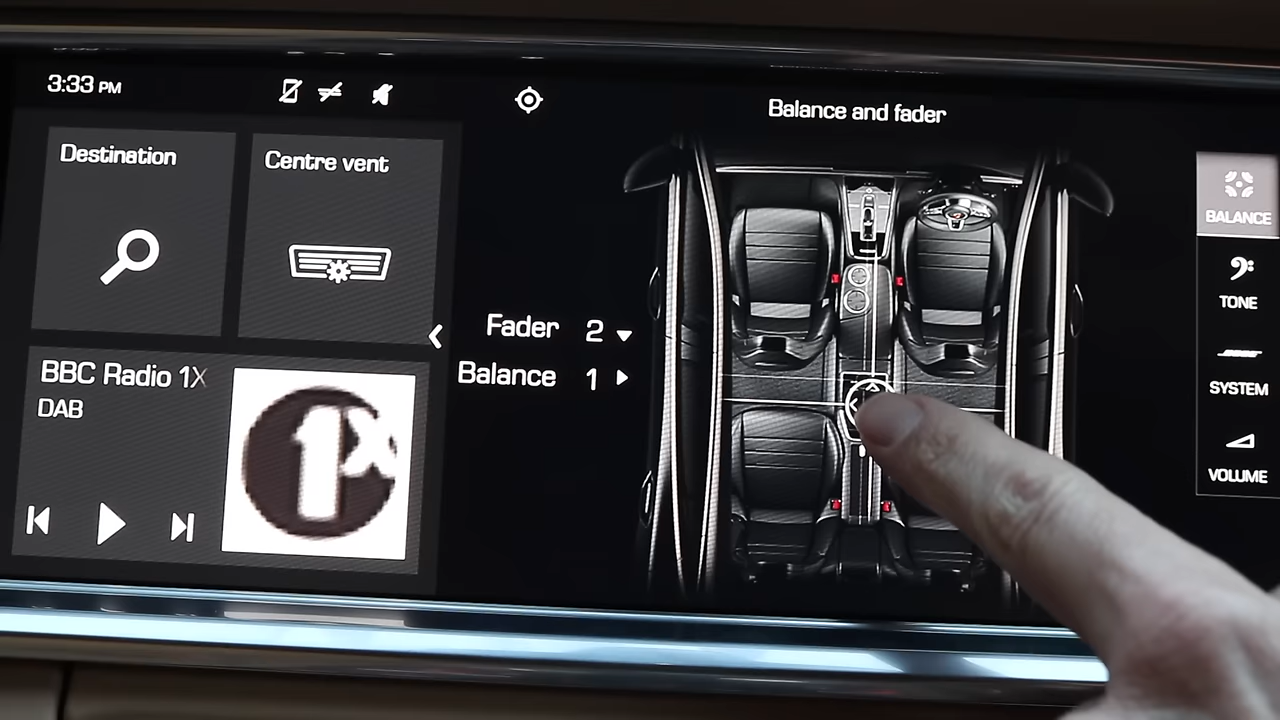 3:33 PM
Balance and fader
Destination
Centre vent
BALANCE
TONE
Fader 2
Balance 1
SYSTEM
BBC Radio 1X
DAB
1x
VOLUME